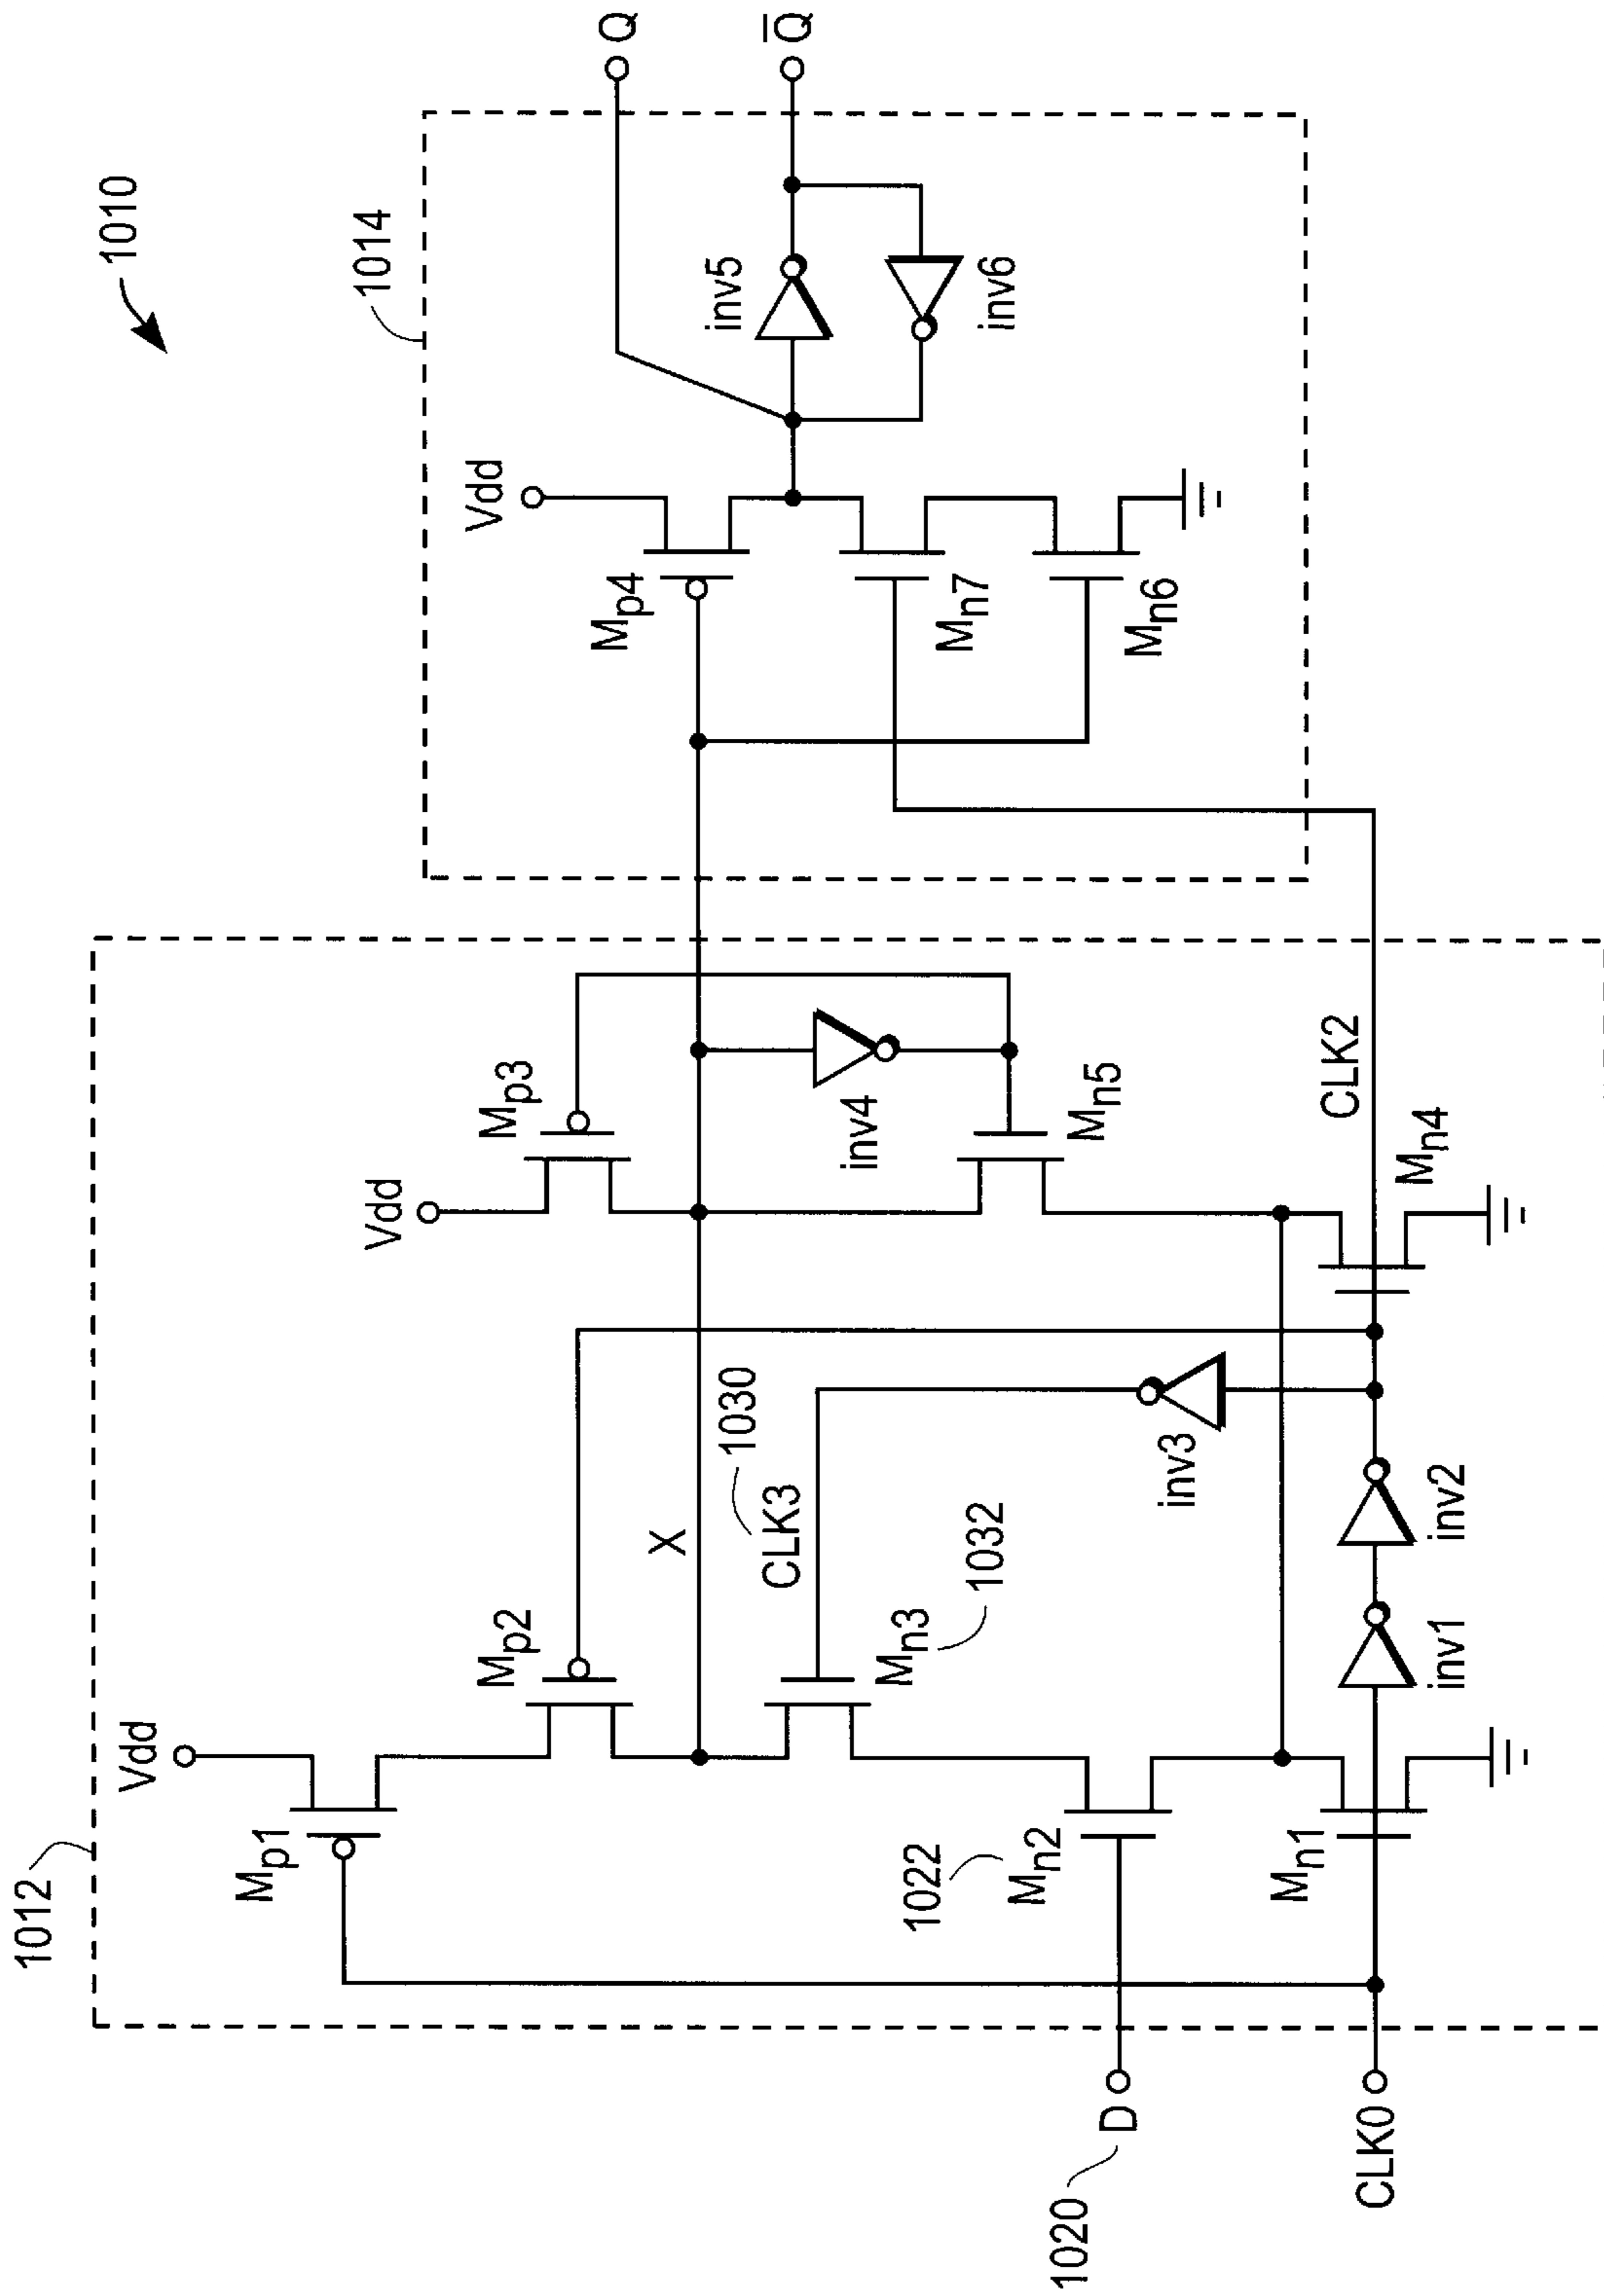 1010
1012
1014
Vdd
Mp1
Mp2
Vdd
Mp3
Vdd
Mp4
Q
Q̅
X
CLK3
1030
inv4
inv5
inv6
Mn3
1032
1022
Mn2
Mn5
Mn7
Mn6
inv3
CLK2
Mn4
1020
D
Mn1
CLK0
inv1
inv2